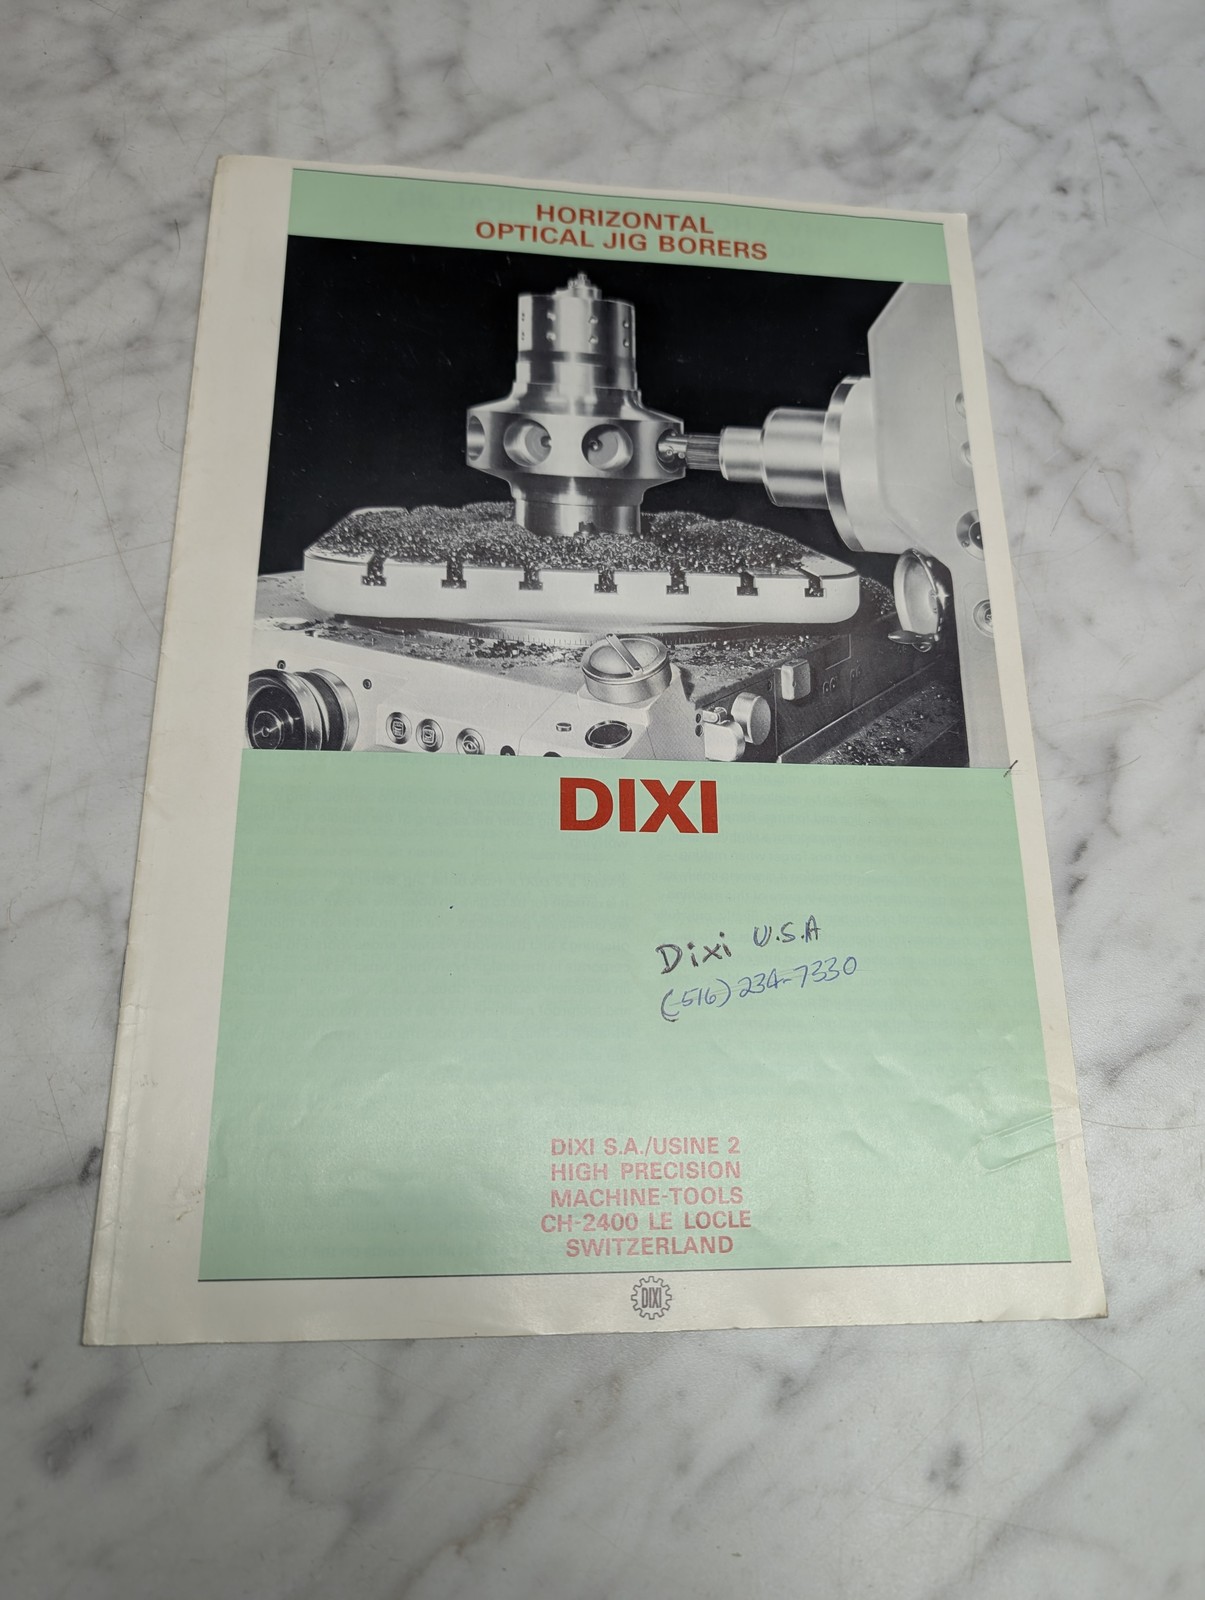 HORIZONTAL
OPTICAL JIG BORERS
DIXI
Dixi U.S.A
(516) 234-7330
DIXI S.A./USINE 2
HIGH PRECISION
MACHINE-TOOLS
CH-2400 LE LOCLE
SWITZERLAND
DIXI